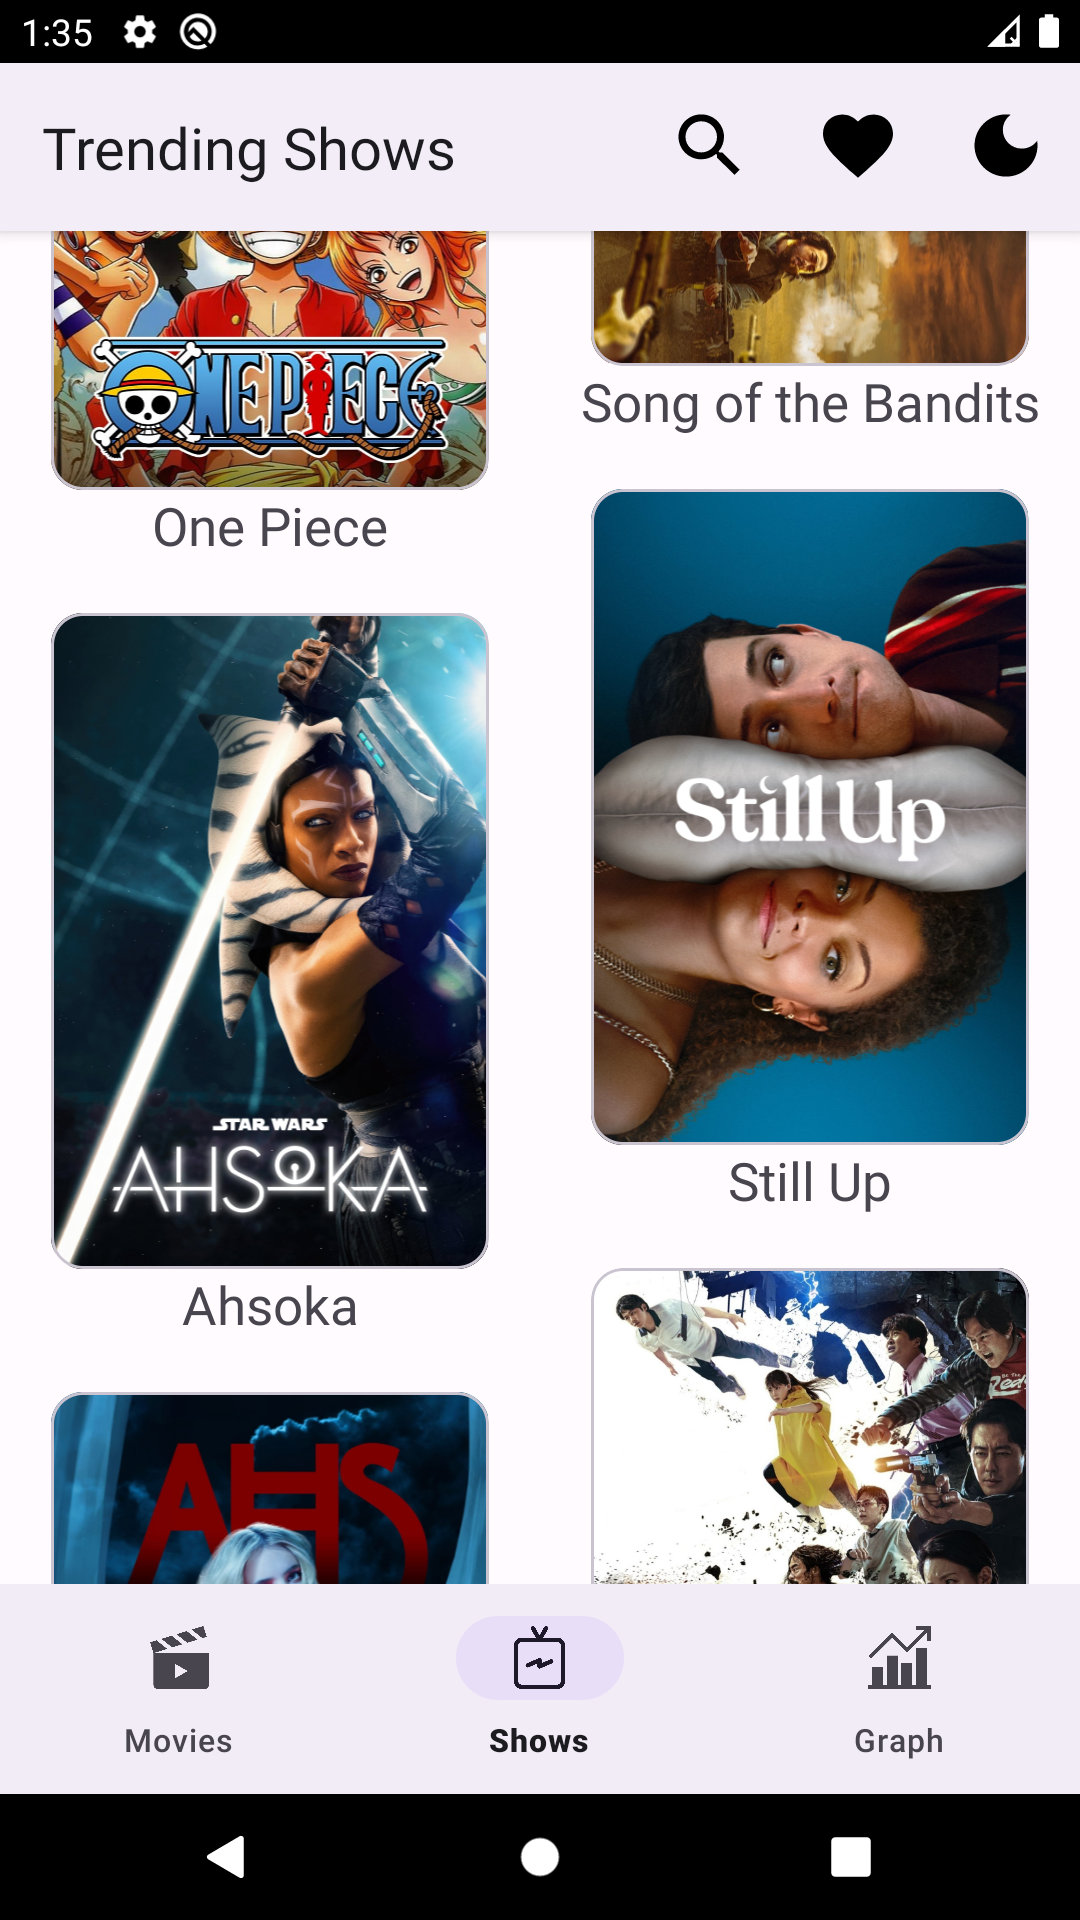 1:35
Trending Shows
ONE PIECE
One Piece
Song of the Bandits
Still Up
Still Up
STAR WARS
AHSOKA
Ahsoka
AHS
Movies
Shows
Graph